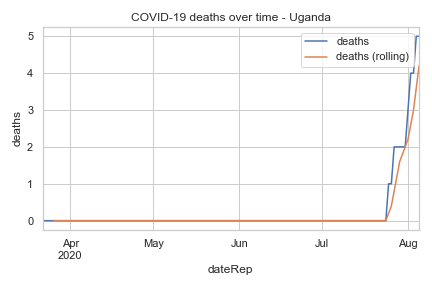 COVID-19 deaths over time - Uganda
deaths
deaths (rolling)
5
4
3
2
1
0
deaths
Apr
2020
May
Jun
Jul
Aug
dateRep